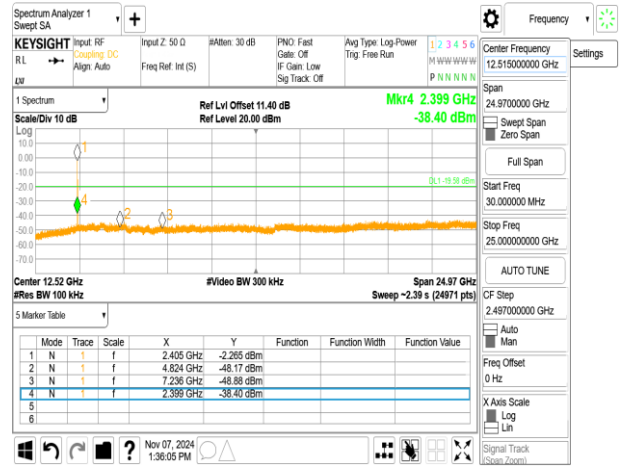 Spectrum Analyzer 1
Swept SA
+
Frequency
KEYSIGHT
Input: RF
Input Z: 50 Ω
#Atten: 30 dB
PNO: Fast
Avg Type: Log-Power
1 2 3 4 5 6
RL
Coupling: DC
Gate: Off
Trig: Free Run
M W W W W W
Align: Auto
Freq Ref: Int (S)
IF Gain: Low
Sig Track: Off
P N N N N N
LXI
1 Spectrum
Ref Lvl Offset 11.40 dB
Mkr4 2.399 GHz
Scale/Div 10 dB
Ref Level 20.00 dBm
-38.40 dBm
Log
10.0
0.00
-10.0
-20.0
-30.0
-40.0
-50.0
-60.0
-70.0
1
4
2
3
DL1 -19.58 dBm
Center 12.52 GHz
#Video BW 300 kHz
Span 24.97 GHz
#Res BW 100 kHz
Sweep ~2.39 s (24971 pts)
5 Marker Table
Mode Trace Scale X Y Function Function Width Function Value
1 N 1 f 2.405 GHz -2.265 dBm
2 N 1 f 4.824 GHz -48.17 dBm
3 N 1 f 7.236 GHz -48.88 dBm
4 N 1 f 2.399 GHz -38.40 dBm
5
6
?
Nov 07, 2024
1:36:05 PM
Center Frequency
12.515000000 GHz
Settings
Span
24.9700000 GHz
Swept Span
Zero Span
Full Span
Start Freq
30.000000 MHz
Stop Freq
25.000000000 GHz
AUTO TUNE
CF Step
2.497000000 GHz
Auto
Man
Freq Offset
0 Hz
X Axis Scale
Log
Lin
Signal Track
(Span Zoom)